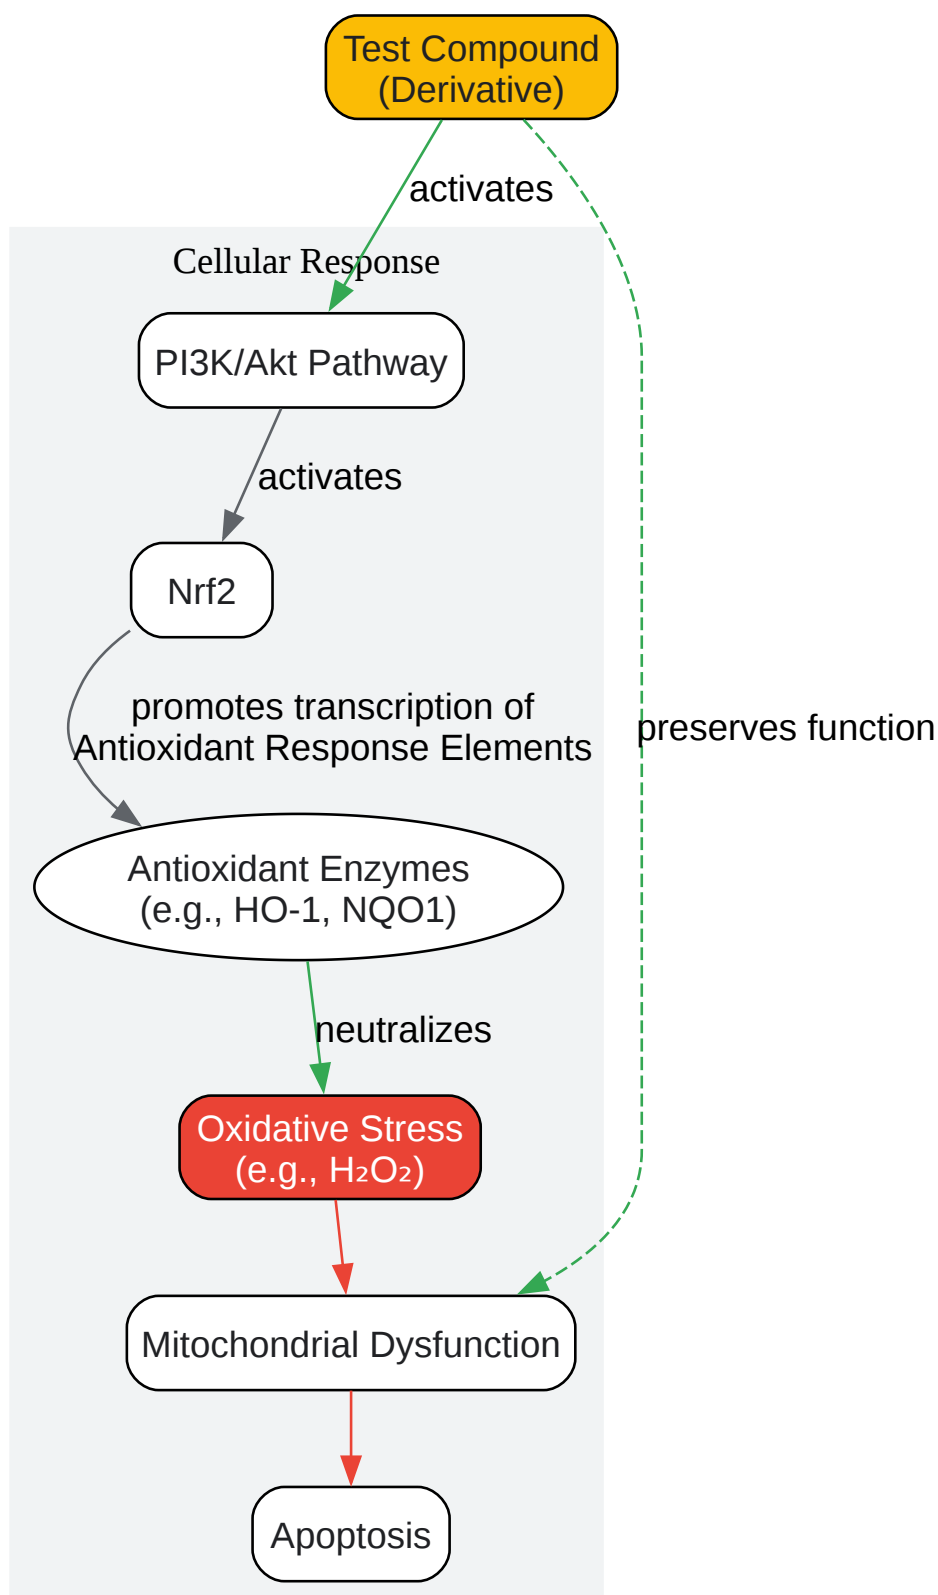 Test Compound
(Derivative)
activates
Cellular Response
PI3K/Akt Pathway
activates
Nrf2
promotes transcription of
Antioxidant Response Elements
preserves function
Antioxidant Enzymes
(e.g., HO-1, NQO1)
neutralizes
Oxidative Stress
(e.g., H₂O₂)
Mitochondrial Dysfunction
Apoptosis